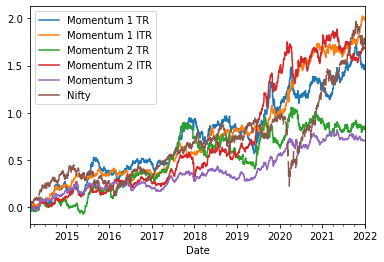 Momentum 1 TR
Momentum 1 ITR
Momentum 2 TR
Momentum 2 ITR
Momentum 3
Nifty
2.0
1.5
1.0
0.5
0.0
2015 2016 2017 2018 2019 2020 2021 2022
Date